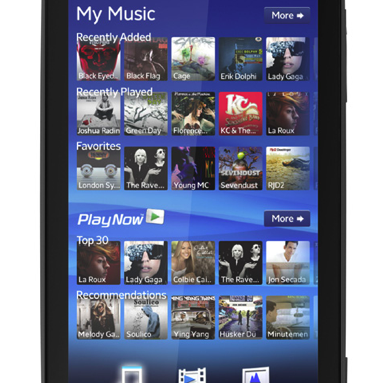 My Music
More
Recently Added
Black Eyed...
Black Flag
Cage
Erik Dolphi
Lady Gaga
Recently Played
Joshua Radin
Green Day
Florence...
KC & The...
La Roux
Favorites
London Sy...
The Rave...
Young MC
Sevendust
RJD2
PlayNow
More
Top 30
La Roux
Lady Gaga
Colbie Cai...
The Rave...
Jon Secada
Recommendations
Melody Ga...
Soulico
Ying Yang
Hüsker Dü
Minutemen